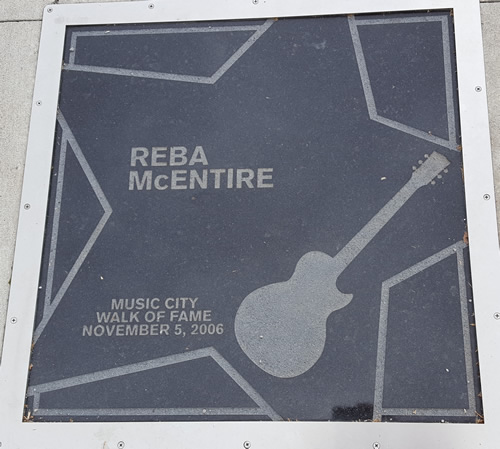 REBA
McENTIRE
MUSIC CITY
WALK OF FAME
NOVEMBER 5, 2006